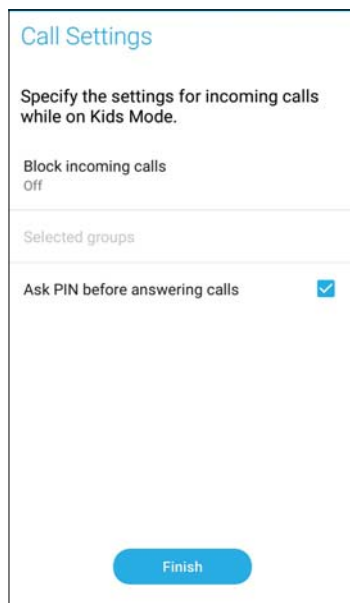 Call Settings
Specify the settings for incoming calls
while on Kids Mode.
Block incoming calls
Off
Selected groups
Ask PIN before answering calls
Finish